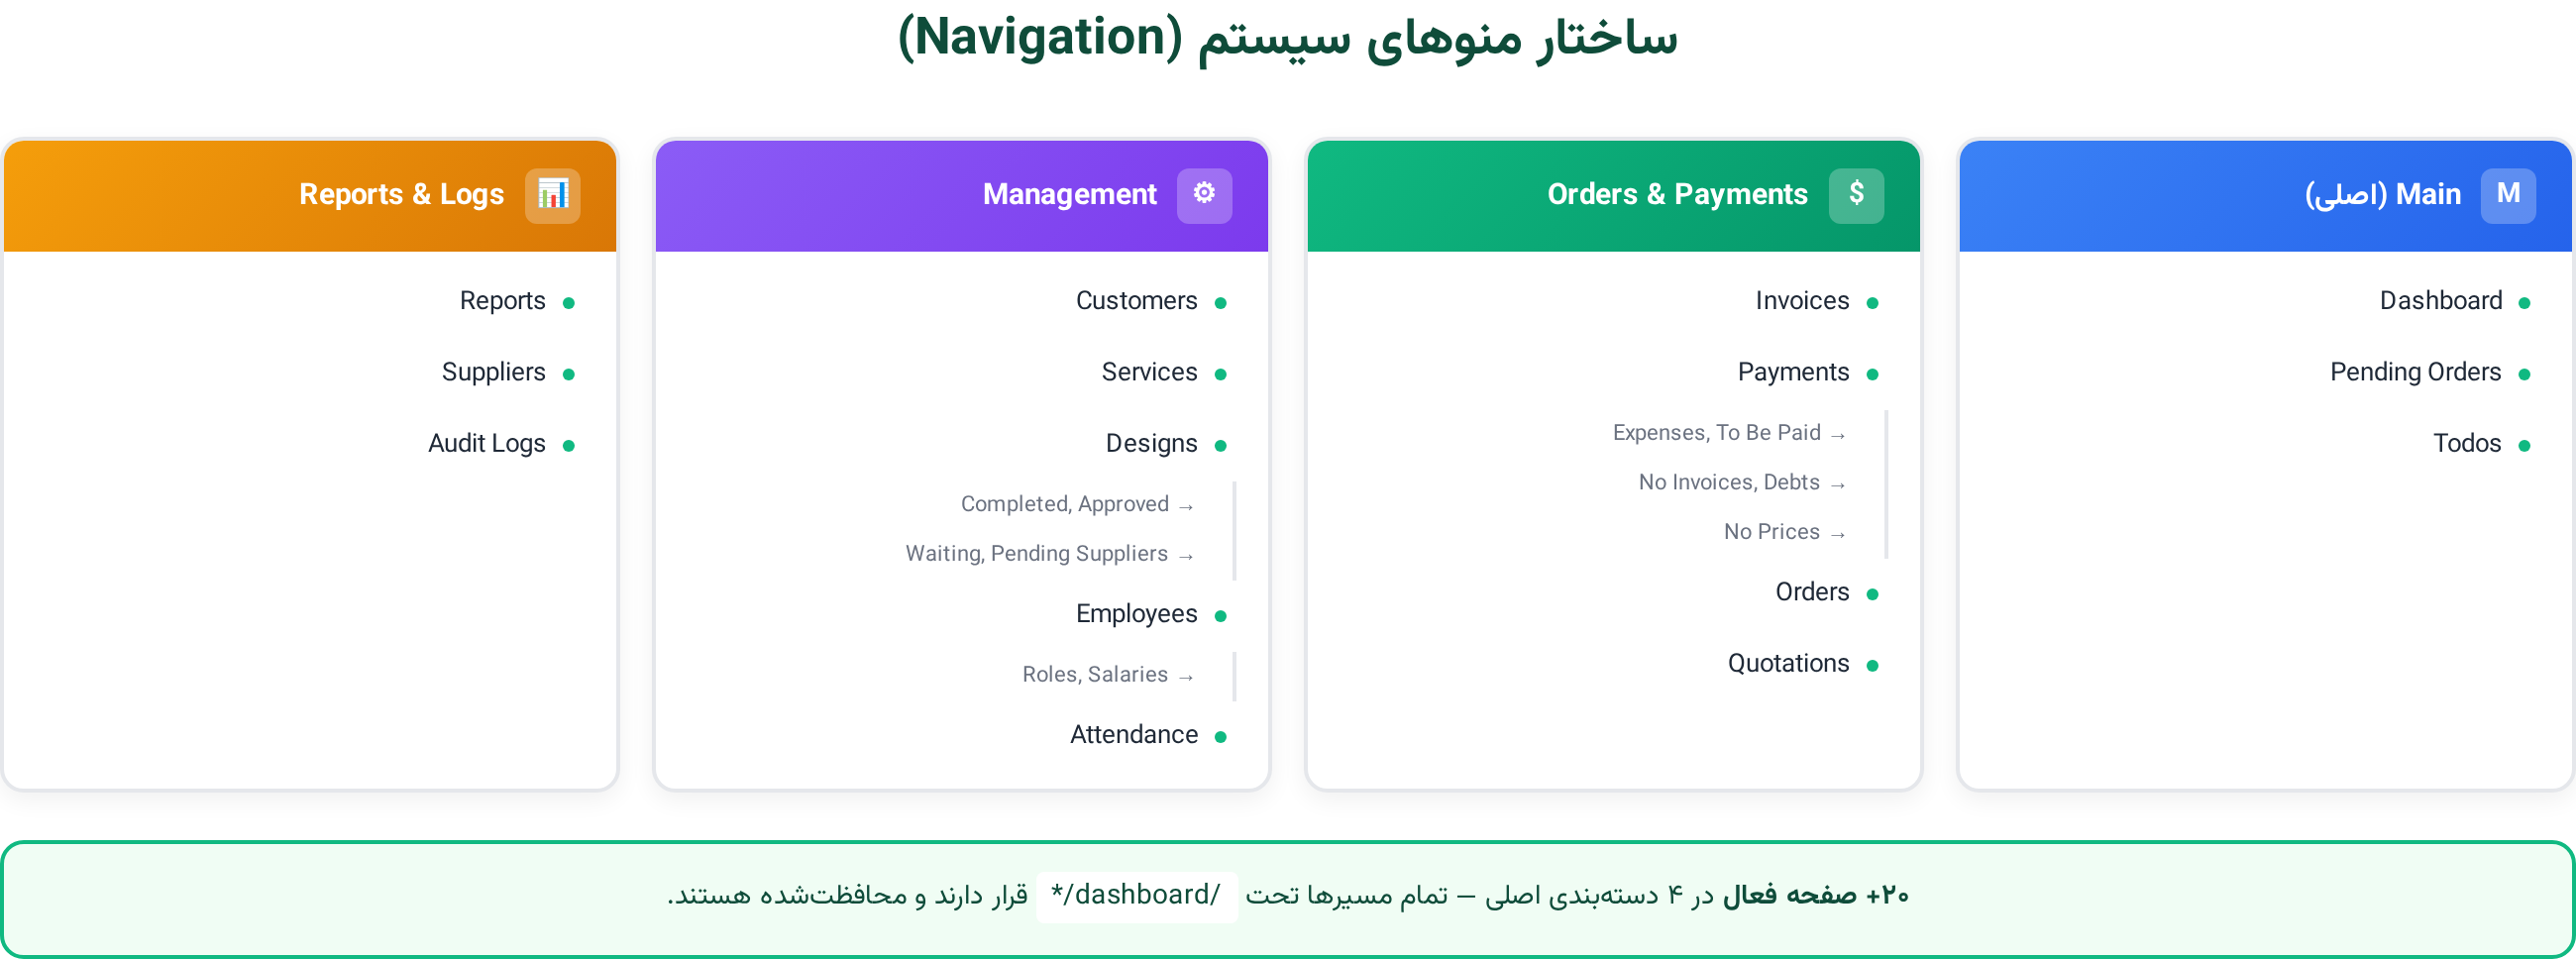 ساختار منوهای سیستم (Navigation)
M
Main (اصلی)
Dashboard
Pending Orders
Todos
$
Orders & Payments
Invoices
Payments
→ Expenses, To Be Paid
→ No Invoices, Debts
→ No Prices
Orders
Quotations
Management
Customers
Services
Designs
→ Completed, Approved
→ Waiting, Pending Suppliers
Employees
→ Roles, Salaries
Attendance
Reports & Logs
Reports
Suppliers
Audit Logs
۲۰+ صفحه فعال در ۴ دسته‌بندی اصلی — تمام مسیرها تحت */dashboard/ قرار دارند و محافظت‌شده هستند.